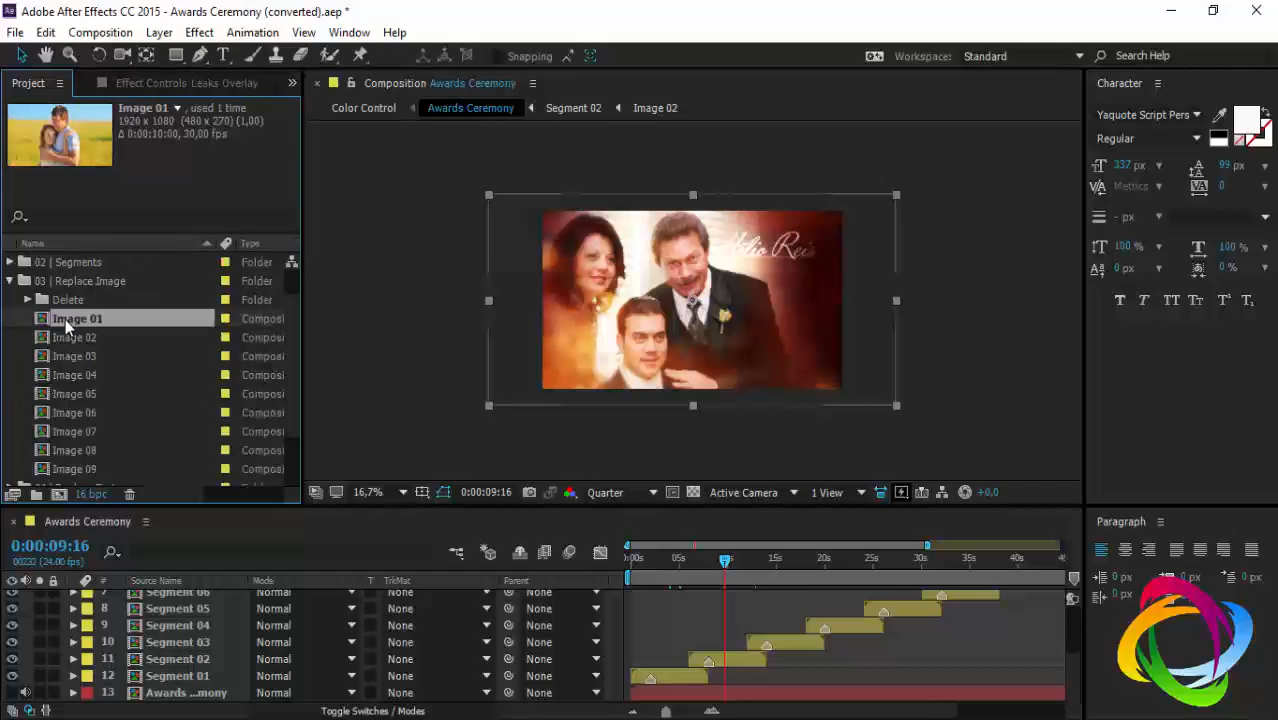 Adobe After Effects CC 2015 - Awards Ceremony (converted).aep *
File Edit Composition Layer Effect Animation View Window Help
Snapping
Workspace: Standard
Search Help
Project
Effect Controls Leaks Overlay
Composition Awards Ceremony
Character
Image 01 , used 1 time
1920 x 1080 (480 x 270) (1,00)
Δ 0:00:10:00, 30,00 fps
Color Control
Awards Ceremony
Segment 02
Image 02
Yaquote Script Pers
Regular
337 px
99 px
Metrics
0
- px
100 %
100 %
0 px
0 %
Name
Type
02 | Segments
Folder
03 | Replace Image
Folder
Delete
Folder
Image 01
Composi
Image 02
Composi
Image 03
Composi
Image 04
Composi
Image 05
Composi
Image 06
Composi
Image 07
Composi
Image 08
Composi
Image 09
Composi
16 bpc
16,7%
0:00:09:16
Quarter
Active Camera
1 View
+0,0
Awards Ceremony
0:00:09:16
00232 (24.00 fps)
# Source Name Mode T TrkMat Parent
05s 15s 20s 25s 30s 35s 40s
7 Segment 06 Normal None None
8 Segment 05 Normal None None
9 Segment 04 Normal None None
10 Segment 03 Normal None None
11 Segment 02 Normal None None
12 Segment 01 Normal None None
13 Awards ...mony Normal None None
Toggle Switches / Modes
Paragraph
0 px
0 px
0 px
0 px